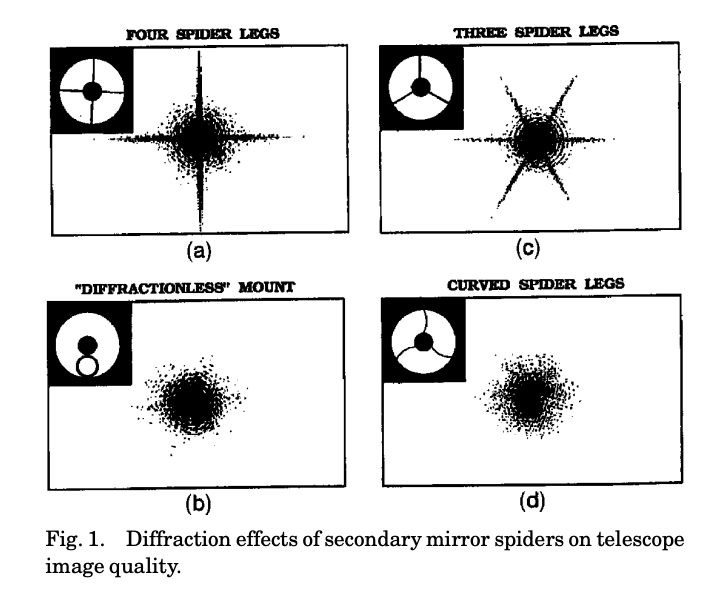 FOUR SPIDER LEGS
THREE SPIDER LEGS
(a)
(c)
"DIFFRACTIONLESS" MOUNT
CURVED SPIDER LEGS
(b)
(d)
Fig. 1. Diffraction effects of secondary mirror spiders on telescope
image quality.